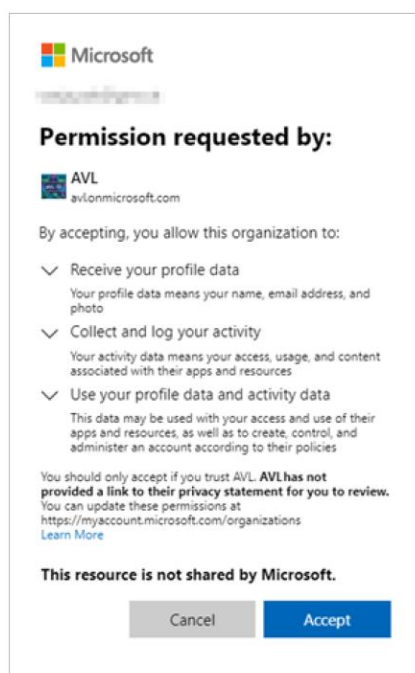 Microsoft
Permission requested by:
AVL
avl.onmicrosoft.com
By accepting, you allow this organization to:
Receive your profile data
Your profile data means your name, email address, and
photo
Collect and log your activity
Your activity data means your access, usage, and content
associated with their apps and resources
Use your profile data and activity data
This data may be used with your access and use of their
apps and resources, as well as to create, control, and
administer an account according to their policies
You should only accept if you trust AVL. AVL has not
provided a link to their privacy statement for you to review.
You can update these permissions at
https://myaccount.microsoft.com/organizations
Learn More
This resource is not shared by Microsoft.
Cancel
Accept